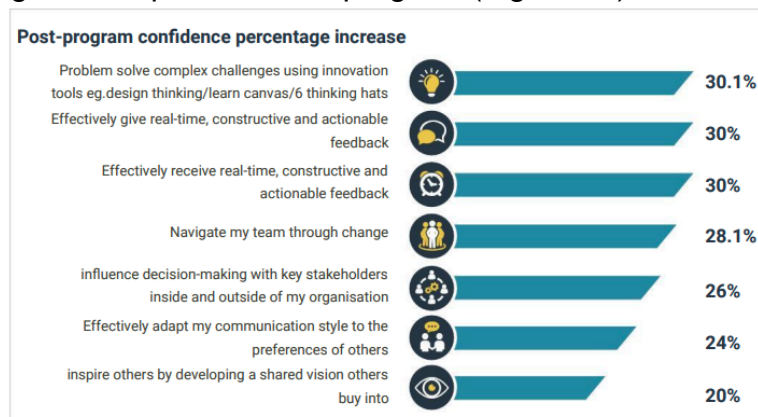 Post-program confidence percentage increase
Problem solve complex challenges using innovation
tools eg.design thinking/learn canvas/6 thinking hats
30.1%
Effectively give real-time, constructive and actionable
feedback
30%
Effectively receive real-time, constructive and
actionable feedback
30%
Navigate my team through change
28.1%
influence decision-making with key stakeholders
inside and outside of my organisation
26%
Effectively adapt my communication style to the
preferences of others
24%
inspire others by developing a shared vision others
buy into
20%